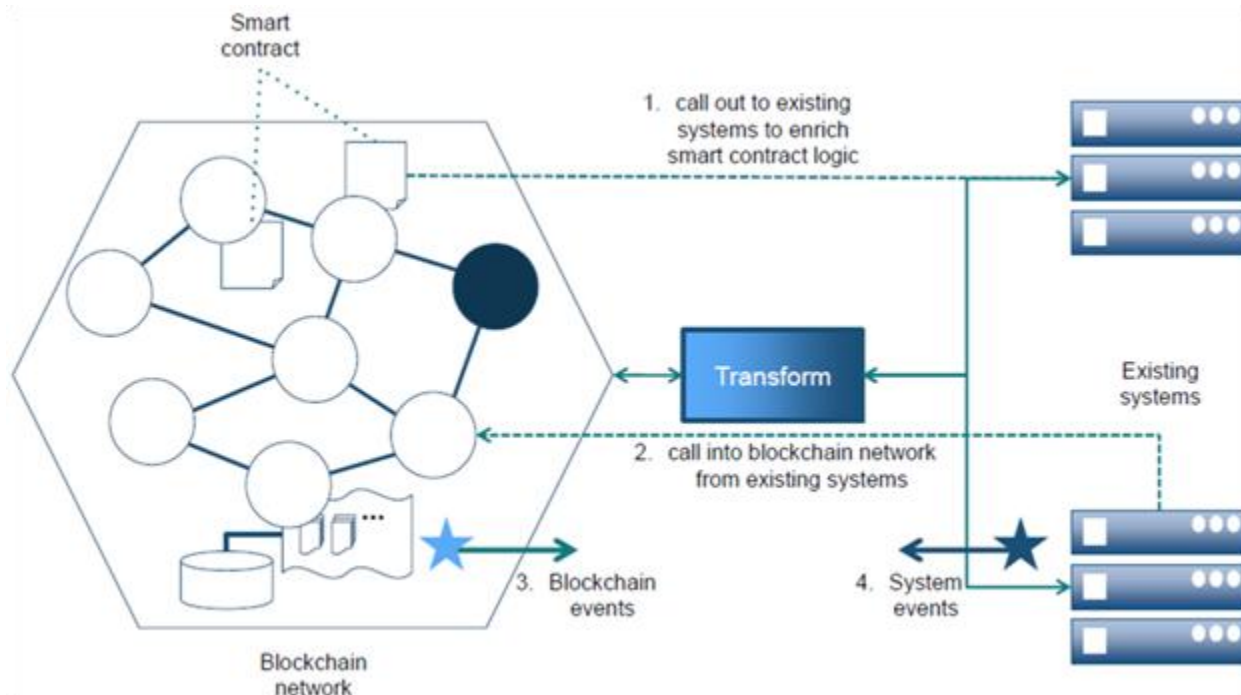 Smart
contract
1. call out to existing
systems to enrich
smart contract logic
Transform
Existing
systems
2. call into blockchain network
from existing systems
3. Blockchain
events
4. System
events
Blockchain
network